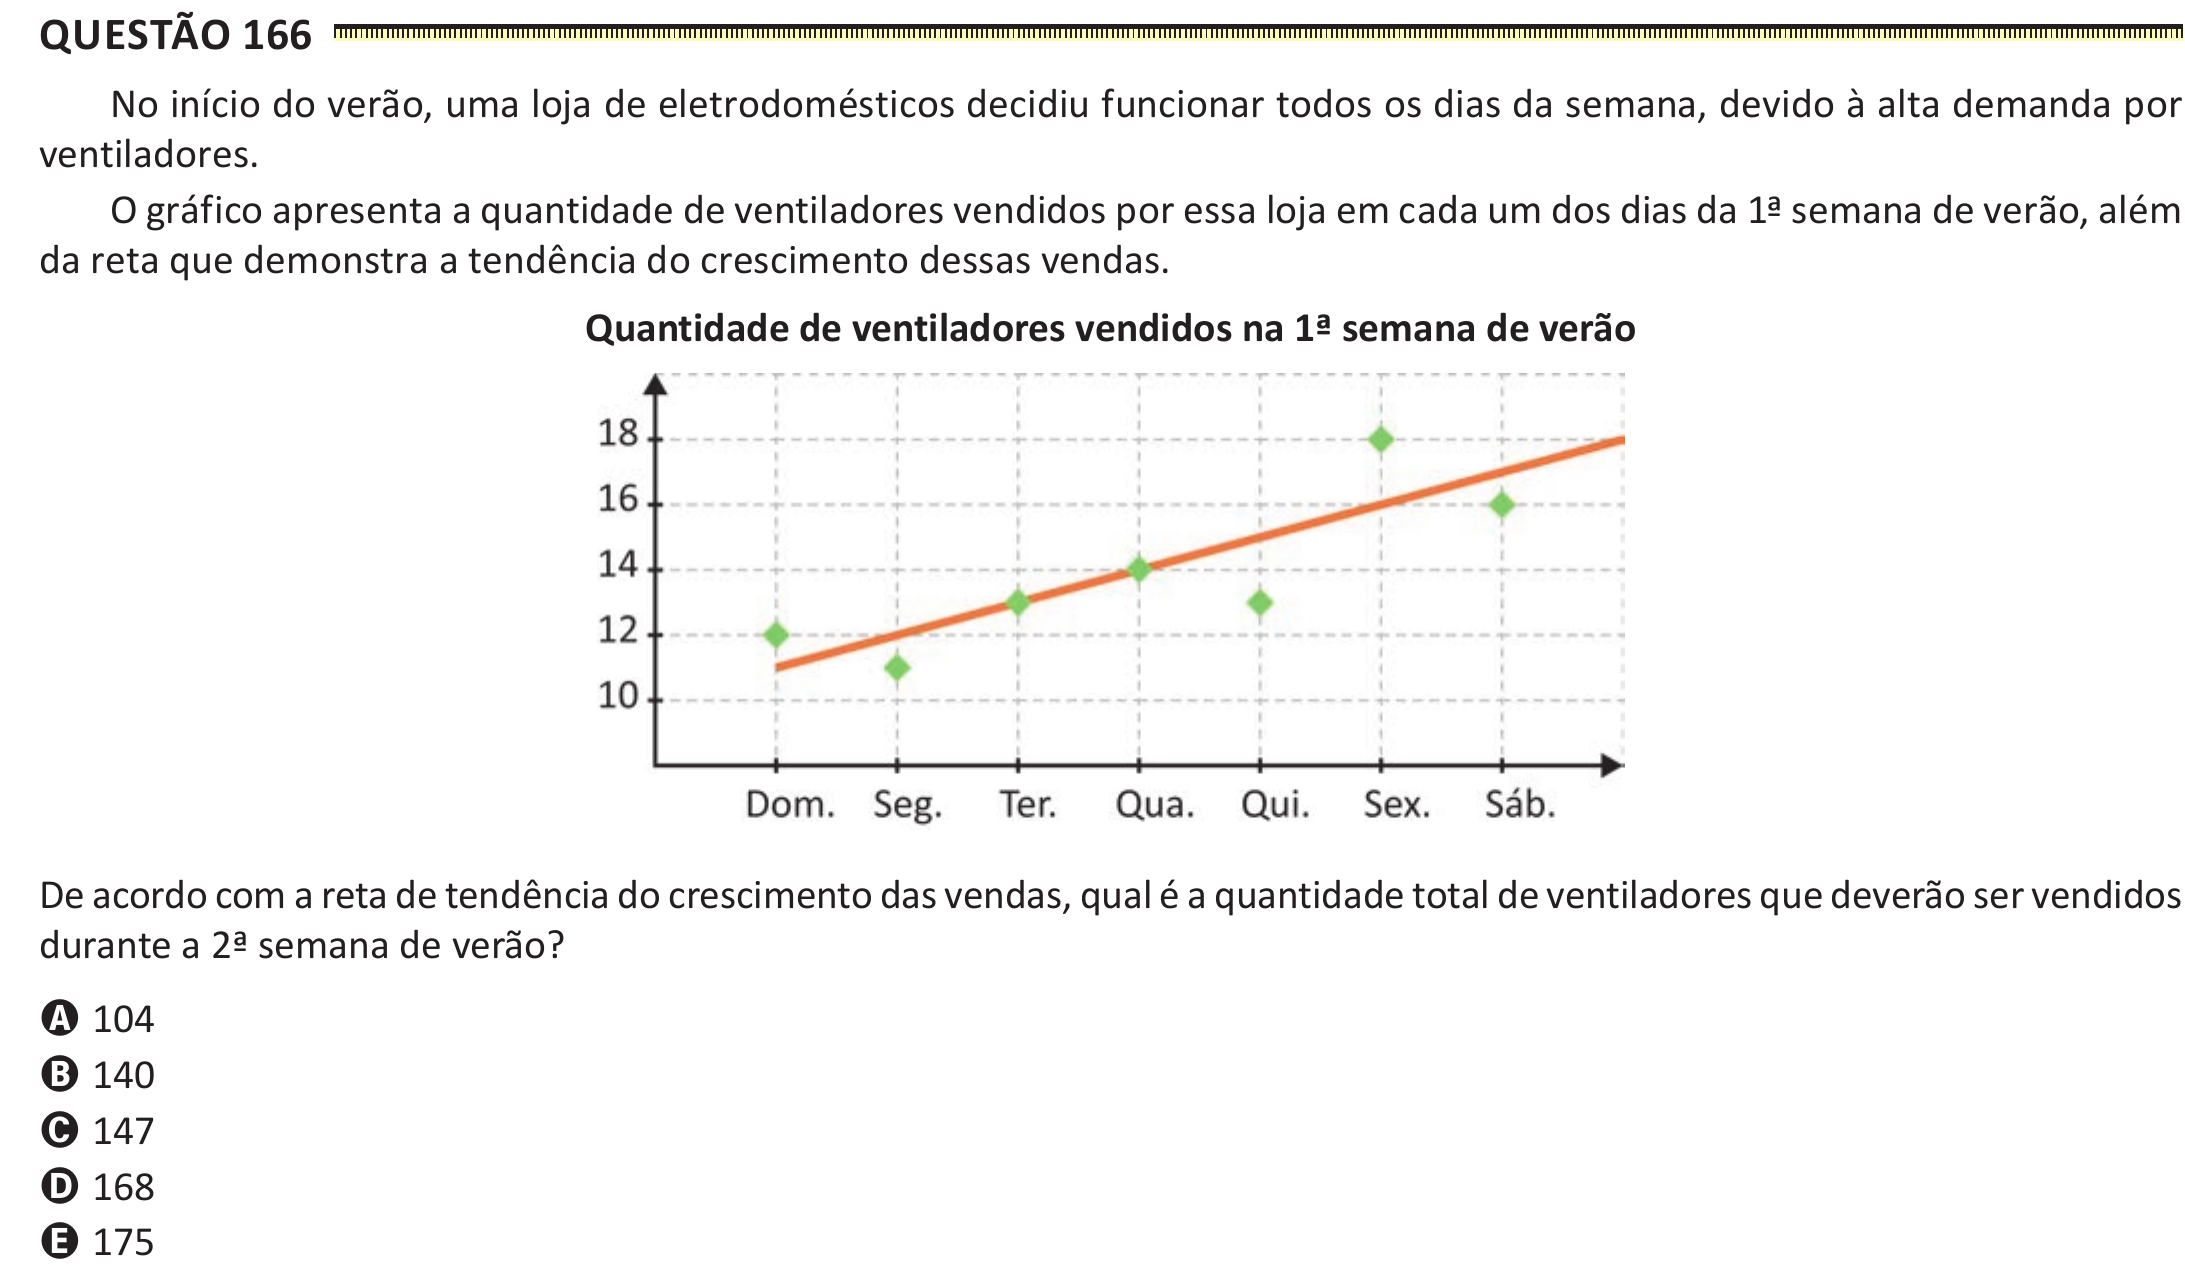 QUESTÃO 166
No início do verão, uma loja de eletrodomésticos decidiu funcionar todos os dias da semana, devido à alta demanda por
ventiladores.
O gráfico apresenta a quantidade de ventiladores vendidos por essa loja em cada um dos dias da 1ª semana de verão, além
da reta que demonstra a tendência do crescimento dessas vendas.
Quantidade de ventiladores vendidos na 1ª semana de verão
18
16
14
12
10
Dom. Seg. Ter. Qua. Qui. Sex. Sáb.
De acordo com a reta de tendência do crescimento das vendas, qual é a quantidade total de ventiladores que deverão ser vendidos
durante a 2ª semana de verão?
A 104
B 140
C 147
D 168
E 175